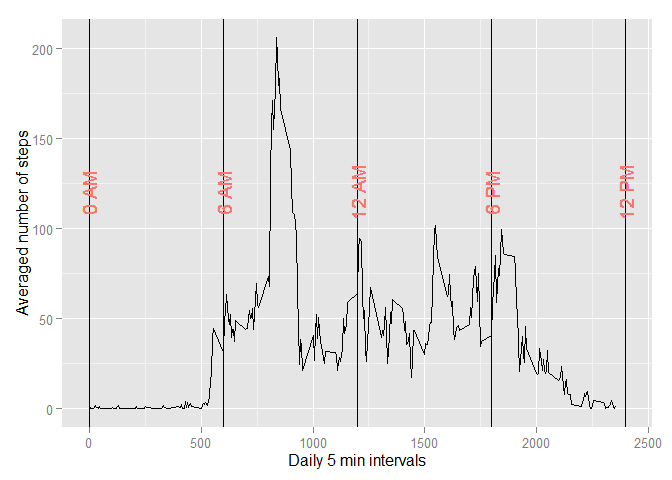 200
150
100
50
0
Averaged number of steps
0 AM
6 AM
12 AM
6 PM
12 PM
0
500
1000
1500
2000
2500
Daily 5 min intervals